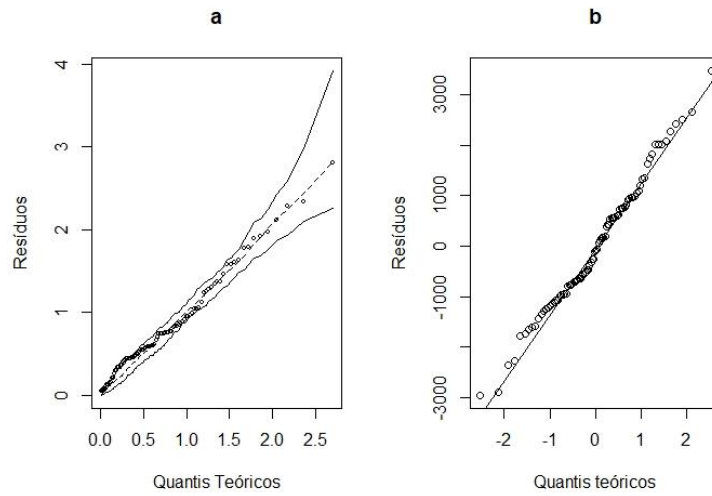 a
Resíduos
4
3
2
1
0
0.0 0.5 1.0 1.5 2.0 2.5
Quantis Teóricos
b
Resíduos
3000
1000
0
-1000
-3000
-2 -1 0 1 2
Quantis teóricos